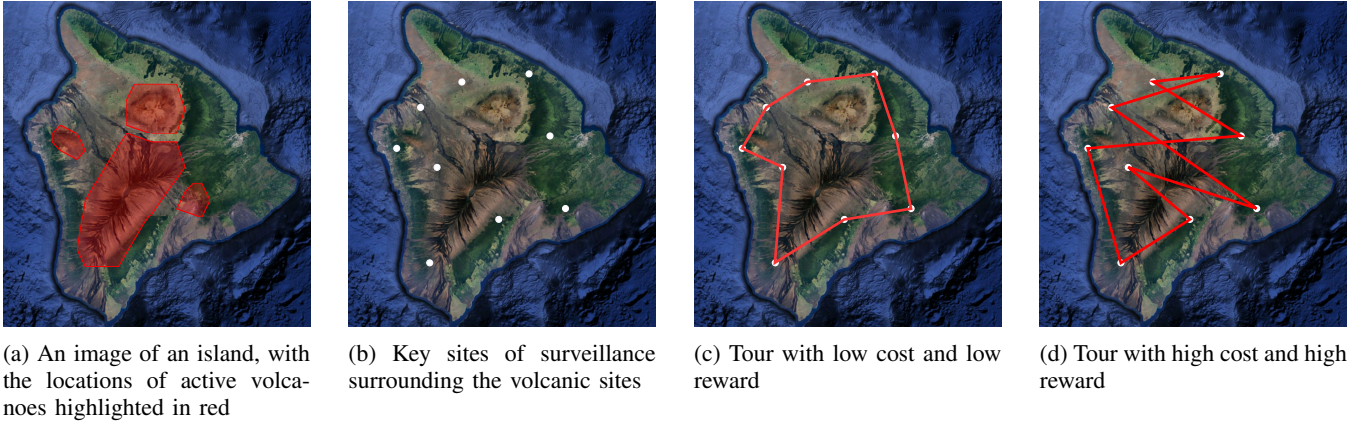 (a) An image of an island, with
the locations of active volca-
noes highlighted in red
(b) Key sites of surveillance
surrounding the volcanic sites
(c) Tour with low cost and low
reward
(d) Tour with high cost and high
reward